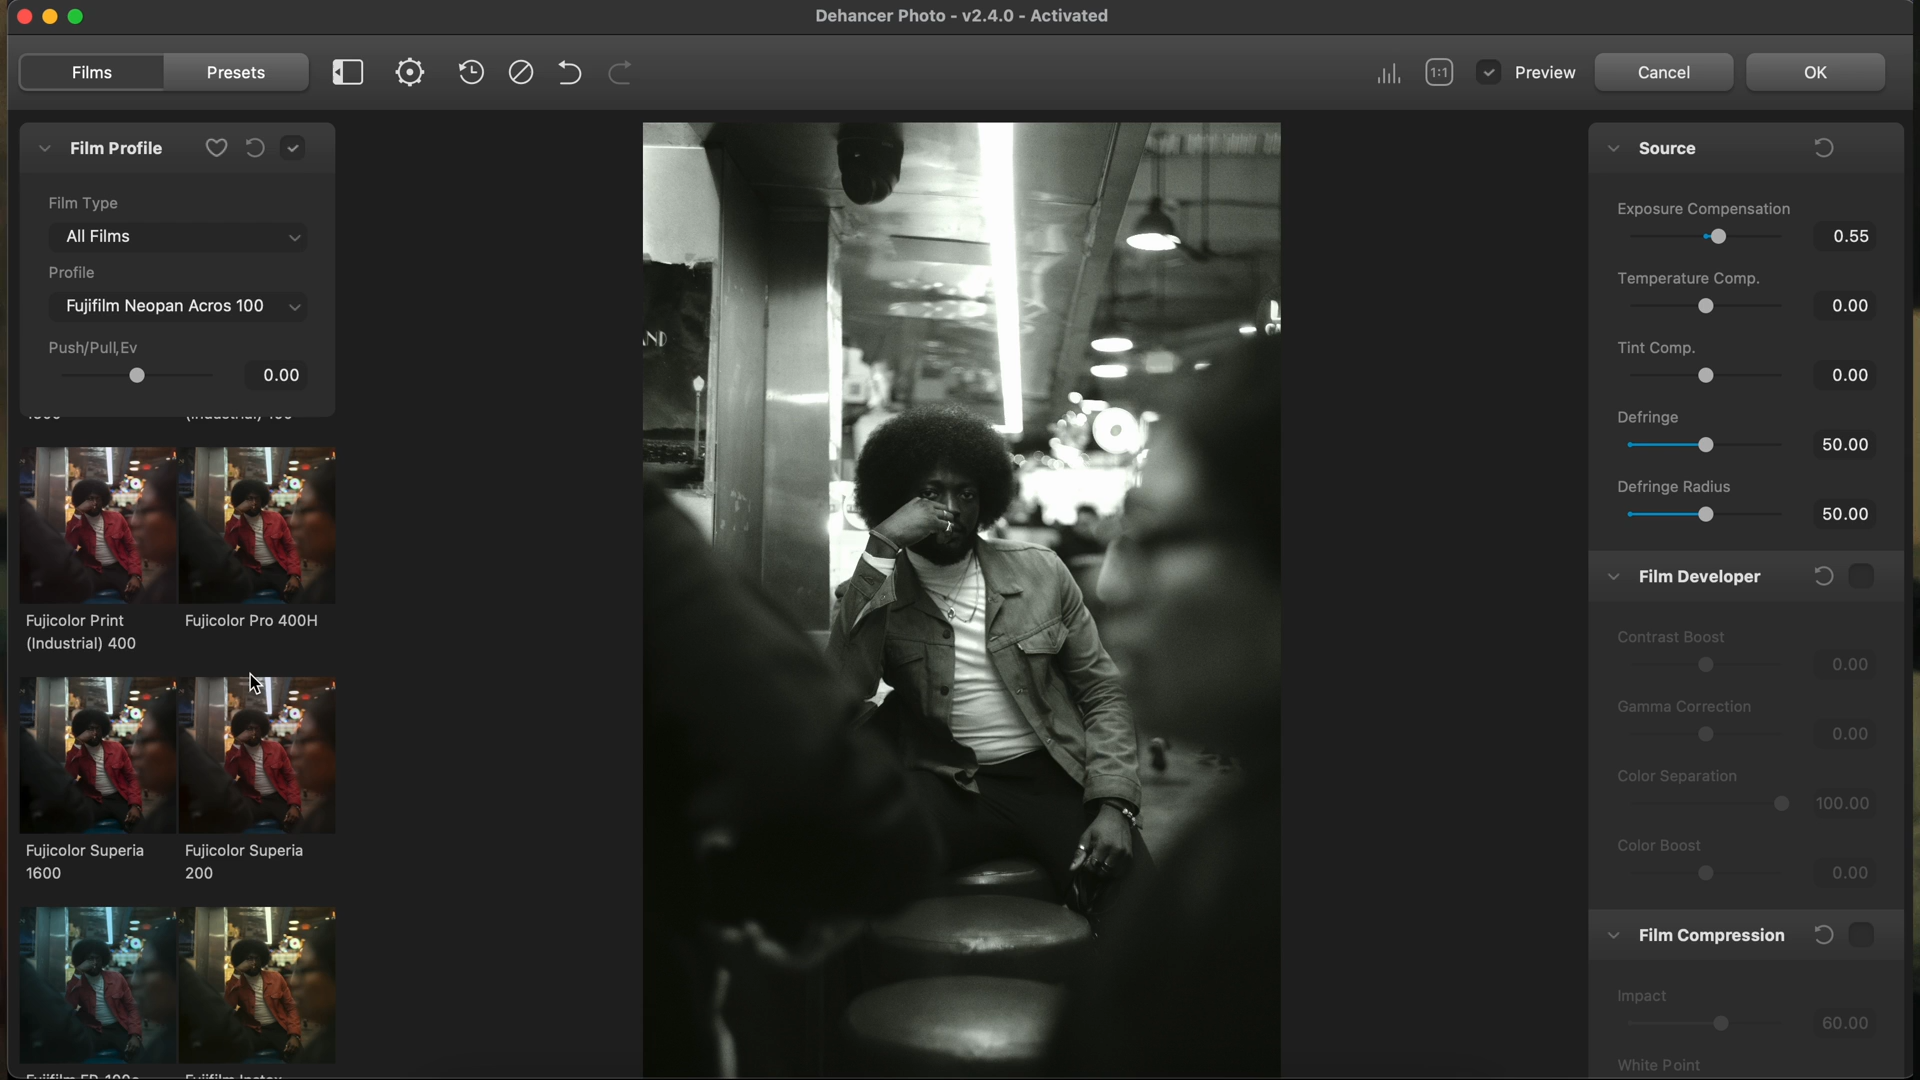 Dehancer Photo - v2.4.0 - Activated
Films
Presets
1:1
Preview
Cancel
OK
Film Profile
Film Type
All Films
Profile
Fujifilm Neopan Acros 100
Push/Pull,Ev
0.00
Fujicolor Print
(Industrial) 400
Fujicolor Pro 400H
Fujicolor Superia
1600
Fujicolor Superia
200
Source
Exposure Compensation
0.55
Temperature Comp.
0.00
Tint Comp.
0.00
Defringe
50.00
Defringe Radius
50.00
Film Developer
Contrast Boost
0.00
Gamma Correction
0.00
Color Separation
100.00
Color Boost
0.00
Film Compression
Impact
60.00
White Point